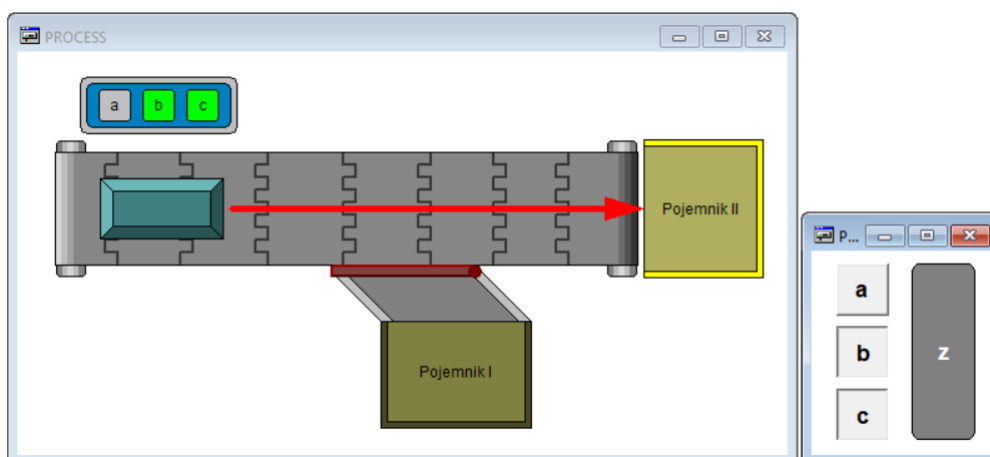 PROCESS
a b c
Pojemnik II
Pojemnik I
P...
a
b
c
z